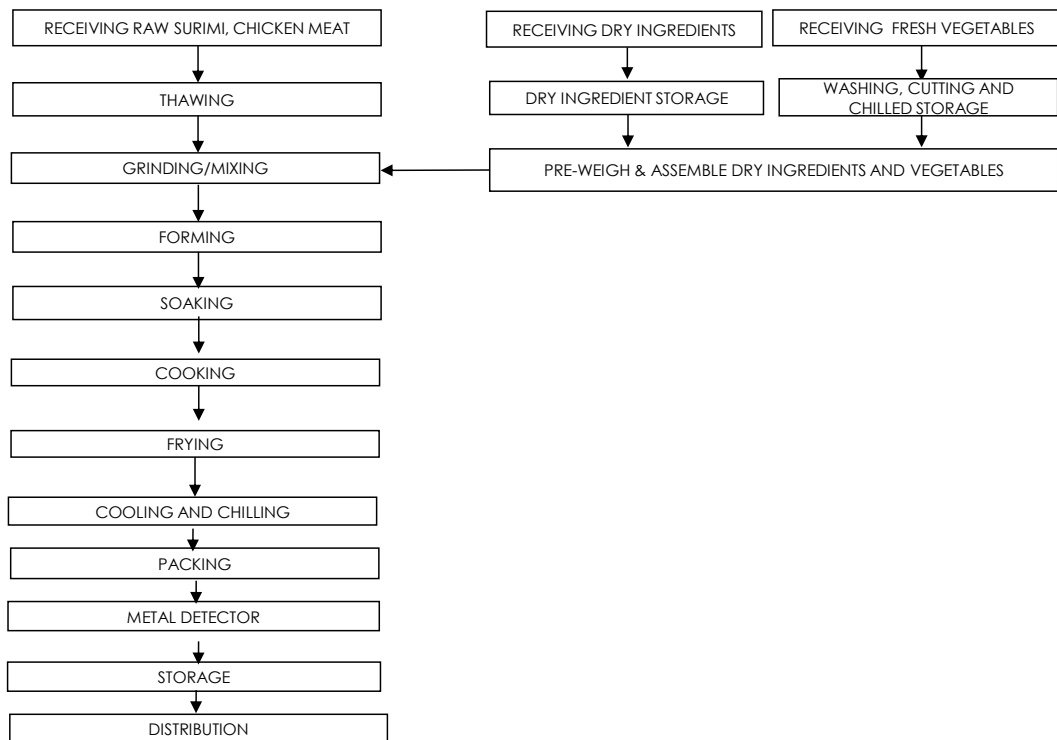 RECEIVING RAW SURIMI, CHICKEN MEAT
RECEIVING DRY INGREDIENTS
RECEIVING FRESH VEGETABLES
THAWING
DRY INGREDIENT STORAGE
WASHING, CUTTING AND
CHILLED STORAGE
GRINDING/MIXING
PRE-WEIGH & ASSEMBLE DRY INGREDIENTS AND VEGETABLES
FORMING
SOAKING
COOKING
FRYING
COOLING AND CHILLING
PACKING
METAL DETECTOR
STORAGE
DISTRIBUTION